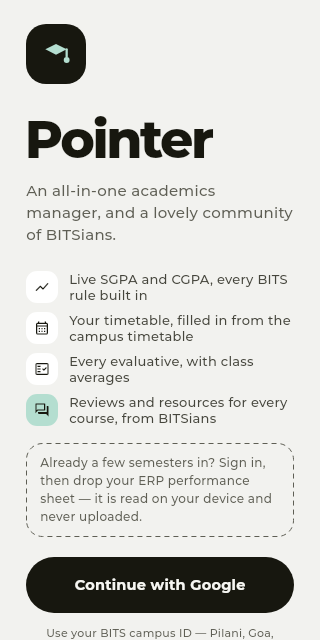 Pointer
An all-in-one academics
manager, and a lovely community
of BITSians.
Live SGPA and CGPA, every BITS
rule built in
Your timetable, filled in from the
campus timetable
Every evaluative, with class
averages
Reviews and resources for every
course, from BITSians
Already a few semesters in? Sign in,
then drop your ERP performance
sheet — it is read on your device and
never uploaded.
Continue with Google
Use your BITS campus ID — Pilani, Goa,